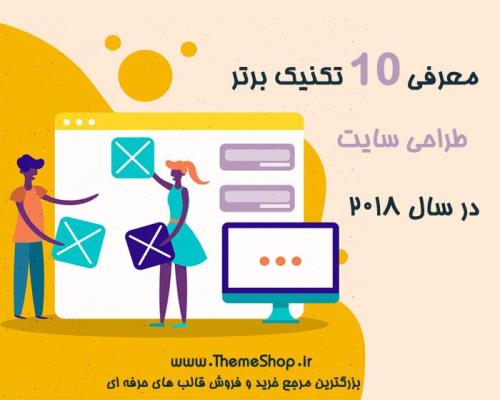 معرفی 10 تکنیک برتر
طراحی سایت
در سال ۲۰۱۸
www.ThemeShop.ir
بزرگترین مرجع خرید و فروش قالب های حرفه ای